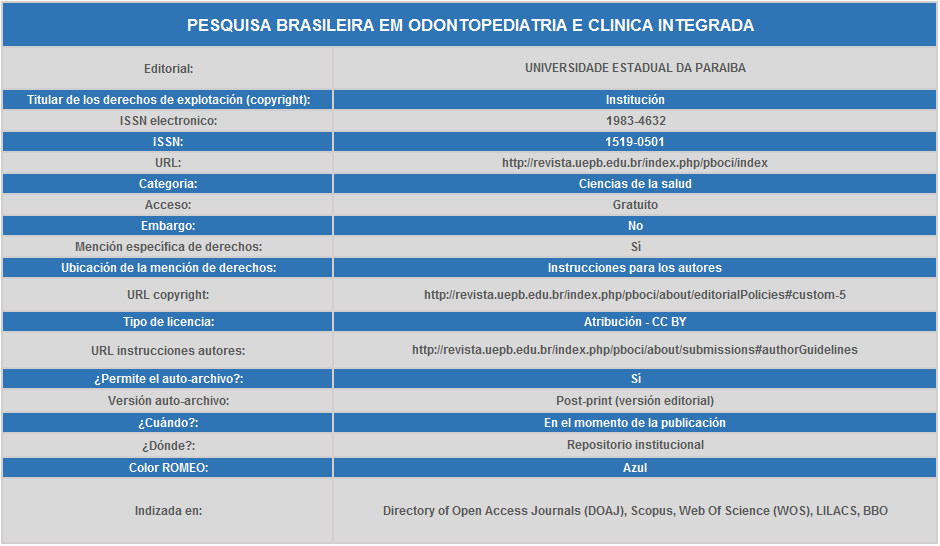 PESQUISA BRASILEIRA EM ODONTOPEDIATRIA E CLINICA INTEGRADA
Editorial: UNIVERSIDADE ESTADUAL DA PARAIBA
Titular de los derechos de explotación (copyright): Institución
ISSN electronico: 1983-4632
ISSN: 1519-0501
URL: http://revista.uepb.edu.br/index.php/pboci/index
Categoria: Ciencias de la salud
Acceso: Gratuito
Embargo: No
Mención específica de derechos: Sí
Ubicación de la mención de derechos: Instrucciones para los autores
URL copyright: http://revista.uepb.edu.br/index.php/pboci/about/editorialPolicies#custom-5
Tipo de licencia: Atribución - CC BY
URL instrucciones autores: http://revista.uepb.edu.br/index.php/pboci/about/submissions#authorGuidelines
¿Permite el auto-archivo?: Sí
Versión auto-archivo: Post-print (versión editorial)
¿Cuándo?: En el momento de la publicación
¿Dónde?: Repositorio institucional
Color ROMEO: Azul
Indizada en: Directory of Open Access Journals (DOAJ), Scopus, Web Of Science (WOS), LILACS, BBO